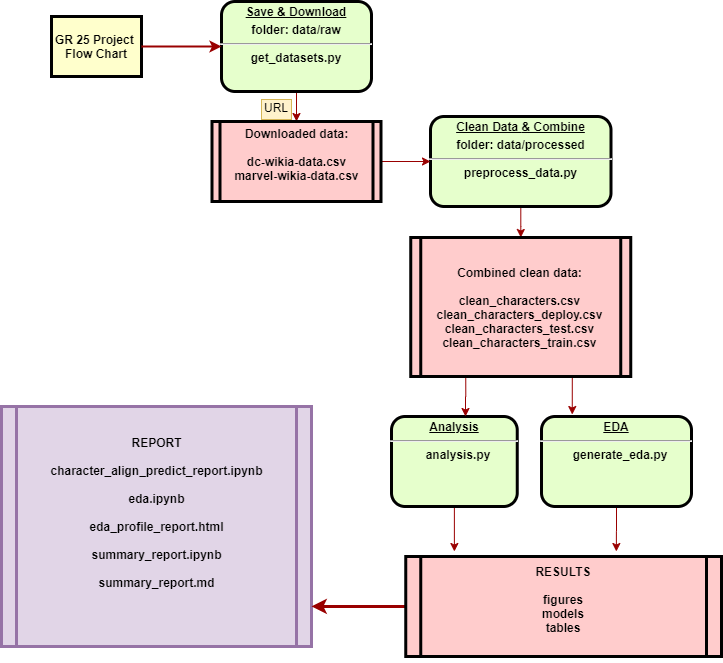 GR 25 Project
Flow Chart
Save & Download
folder: data/raw
get_datasets.py
URL
Downloaded data:
dc-wikia-data.csv
marvel-wikia-data.csv
Clean Data & Combine
folder: data/processed
preprocess_data.py
Combined clean data:
clean_characters.csv
clean_characters_deploy.csv
clean_characters_test.csv
clean_characters_train.csv
Analysis
analysis.py
EDA
generate_eda.py
RESULTS
figures
models
tables
REPORT
character_align_predict_report.ipynb
eda.ipynb
eda_profile_report.html
summary_report.ipynb
summary_report.md